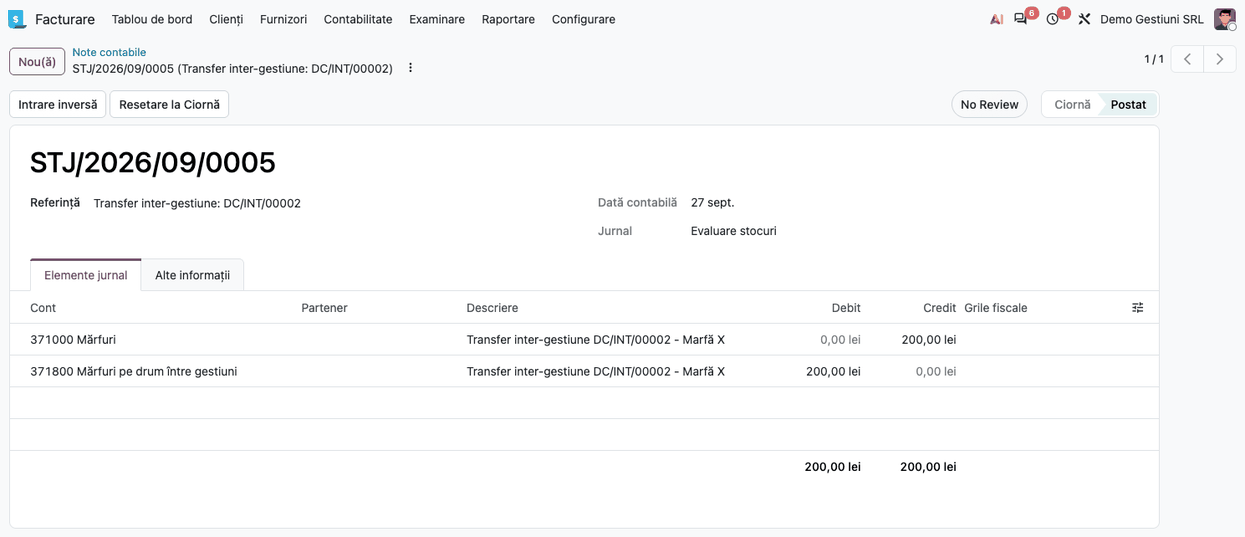 Facturare Tablou de bord Clienți Furnizori Contabilitate Examinare Raportare Configurare AI 6 1 Demo Gestiuni SRL
Nou(ă) Note contabile
STJ/2026/09/0005 (Transfer inter-gestiune: DC/INT/00002) 1 / 1
Intrare inversă Resetare la Ciornă No Review Ciornă Postat
STJ/2026/09/0005
Referință Transfer inter-gestiune: DC/INT/00002 Dată contabilă 27 sept.
Jurnal Evaluare stocuri
Elemente jurnal Alte informații
Cont Partener Descriere Debit Credit Grile fiscale
371000 Mărfuri Transfer inter-gestiune DC/INT/00002 - Marfă X 0,00 lei 200,00 lei
371800 Mărfuri pe drum între gestiuni Transfer inter-gestiune DC/INT/00002 - Marfă X 200,00 lei 0,00 lei
200,00 lei 200,00 lei